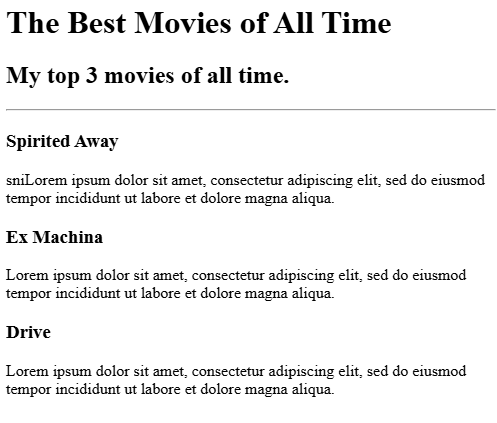 The Best Movies of All Time
My top 3 movies of all time.
Spirited Away
sniLorem ipsum dolor sit amet, consectetur adipiscing elit, sed do eiusmod
tempor incididunt ut labore et dolore magna aliqua.
Ex Machina
Lorem ipsum dolor sit amet, consectetur adipiscing elit, sed do eiusmod
tempor incididunt ut labore et dolore magna aliqua.
Drive
Lorem ipsum dolor sit amet, consectetur adipiscing elit, sed do eiusmod
tempor incididunt ut labore et dolore magna aliqua.